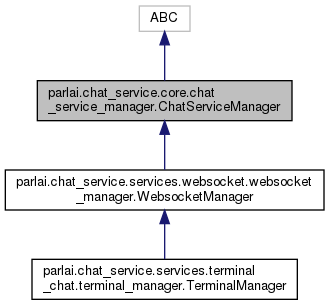 ABC
parlai.chat_service.core.chat
_service_manager.ChatServiceManager
parlai.chat_service.services.websocket.websocket
_manager.WebsocketManager
parlai.chat_service.services.terminal
_chat.terminal_manager.TerminalManager